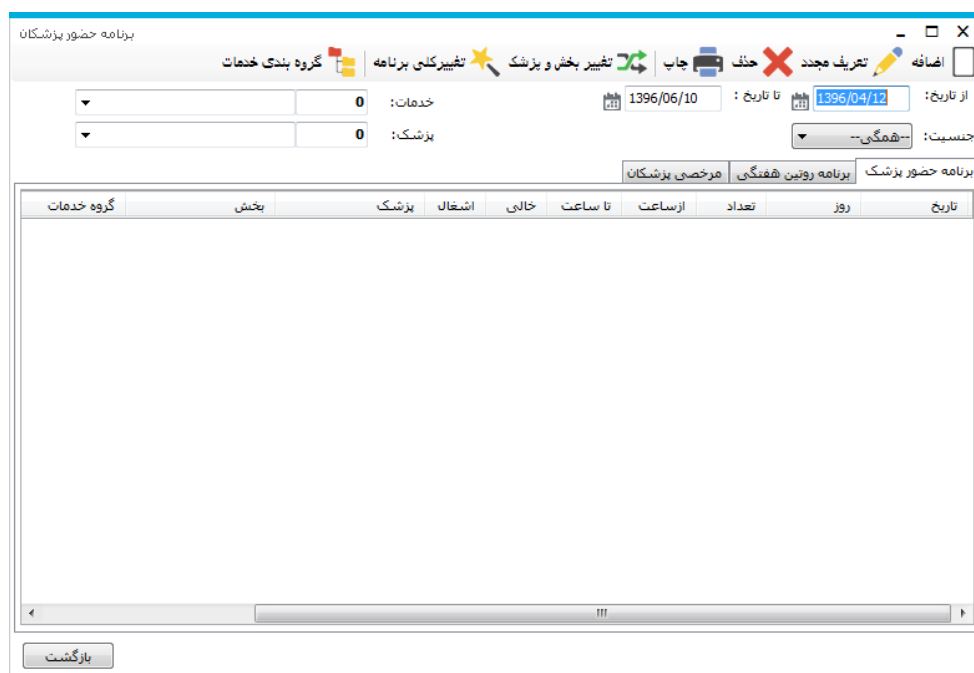 برنامه حضور پزشکان
اضافه تعریف مجدد حذف چاپ تغییر بخش و پزشک تغییرکلی برنامه گروه بندی خدمات
از تاریخ: 1396/04/12 تا تاریخ : 1396/06/10 خدمات: 0
جنسیت: --همگی-- پزشک: 0
برنامه حضور پزشک برنامه روتین هفتگی مرخصی پزشکان
تاریخ روز تعداد ازساعت تا ساعت خالی اشغال پزشک بخش گروه خدمات
بازگشت